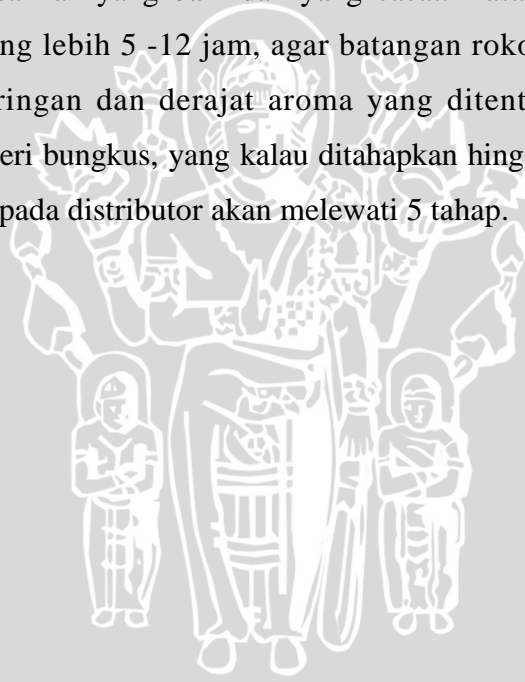 ng lebih 5 -12 jam, agar batangan roko
ringan dan derajat aroma yang ditent
eri bungkus, yang kalau ditahapkan hing
pada distributor akan melewati 5 tahap.